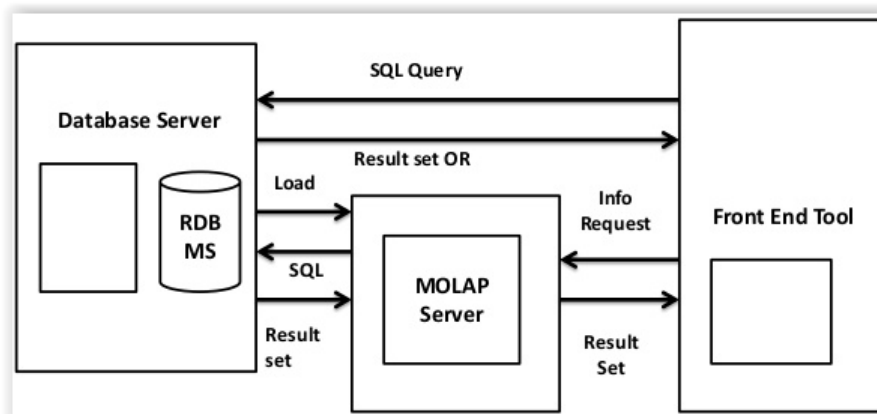 SQL Query
Database Server
Result set OR
Load
RDB
MS
Info
Request
Front End Tool
SQL
MOLAP
Server
Result
set
Result
Set